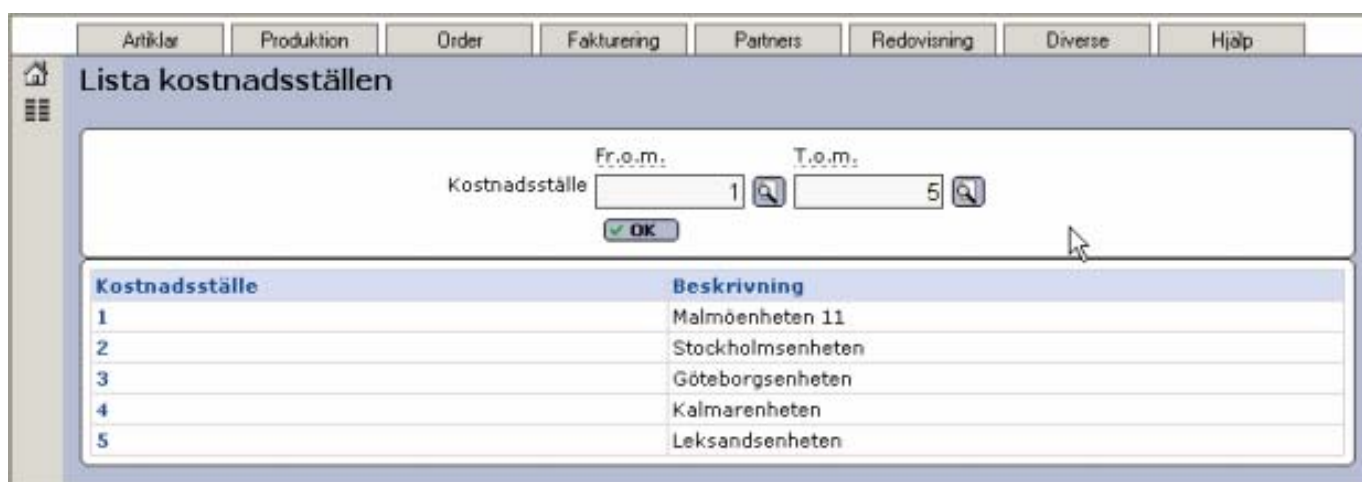 Artiklar Produktion Order Fakturering Partners Redovisning Diverse Hjälp
Lista kostnadsställen
Fr.o.m. T.o.m.
Kostnadsställe 1 5
OK
Kostnadsställe Beskrivning
1 Malmöenheten 11
2 Stockholmsenheten
3 Göteborgsenheten
4 Kalmarenheten
5 Leksandsenheten